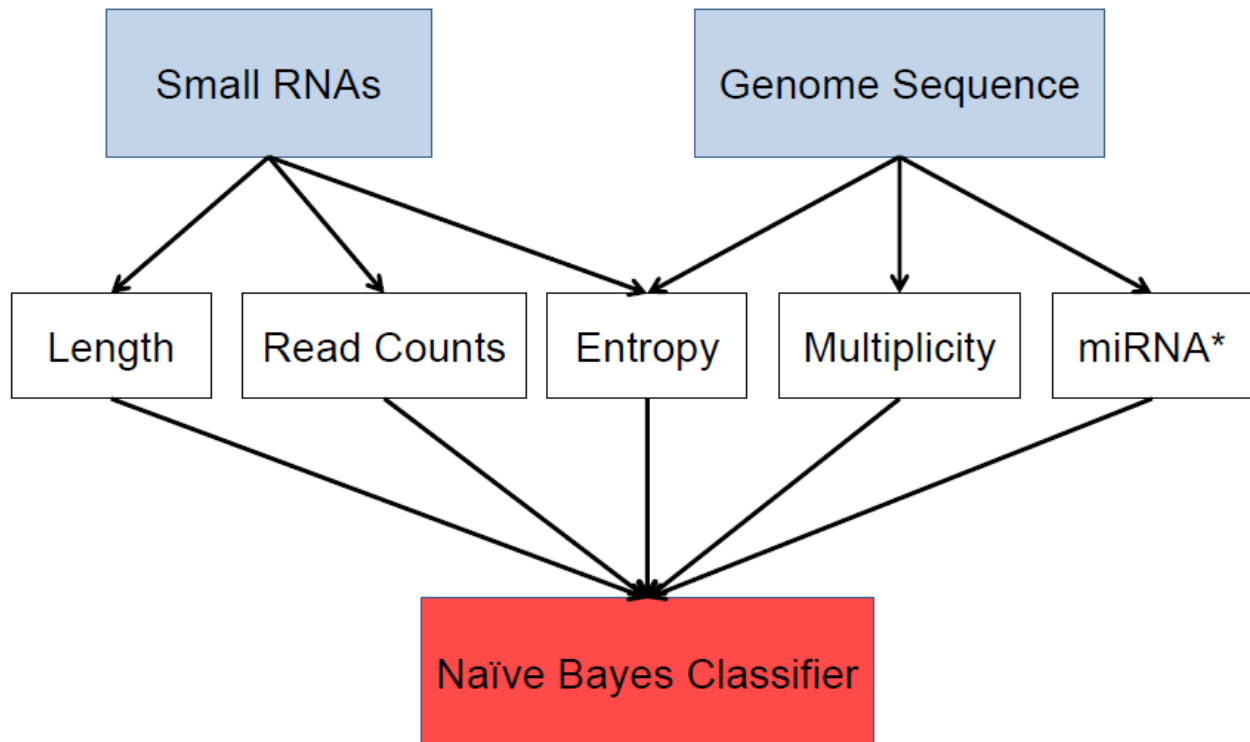 Small RNAs
Genome Sequence
Length
Read Counts
Entropy
Multiplicity
miRNA*
Naïve Bayes Classifier